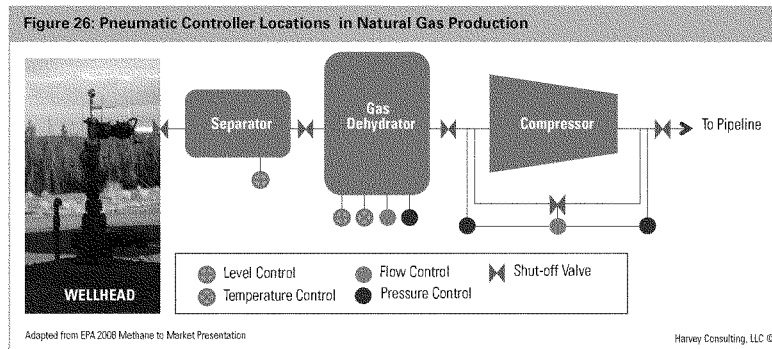 Figure 26: Pneumatic Controller Locations in Natural Gas Production
Separator
Gas
Dehydrator
Compressor
To Pipeline
WELLHEAD
Level Control
Flow Control
Shut-off Valve
Temperature Control
Pressure Control
Adapted from EPA 2008 Methane to Market Presentation
Harvey Consulting, LLC ©